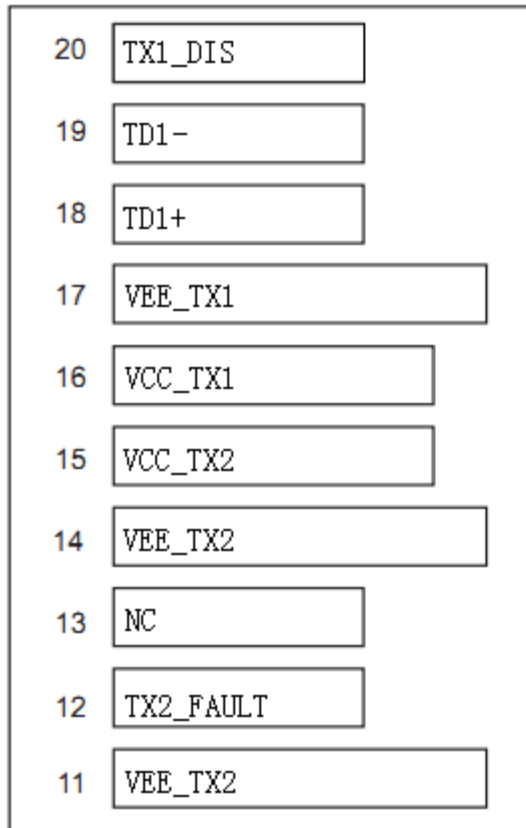 20 TX1_DIS
19 TD1-
18 TD1+
17 VEE_TX1
16 VCC_TX1
15 VCC_TX2
14 VEE_TX2
13 NC
12 TX2_FAULT
11 VEE_TX2